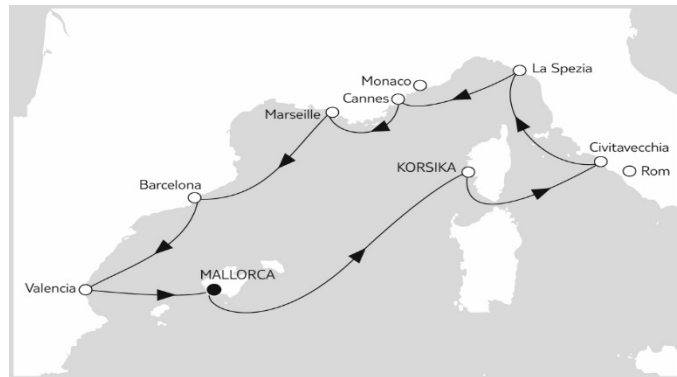 La Spezia
Monaco
Cannes
Marseille
Civitavecchia
KORSIKA
Rom
Barcelona
MALLORCA
Valencia